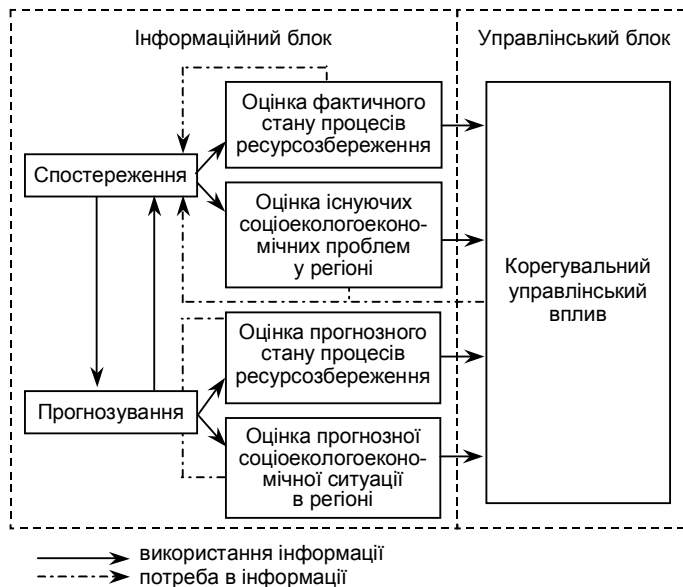 Інформаційний блок
Управлінський блок
Оцінка фактичного
стану процесів
ресурсозбереження
Спостереження
Оцінка існуючих
соціоекологоеконо-
мічних проблем
у регіоні
Корегувальний
управлінський
вплив
Оцінка прогнозного
стану процесів
ресурсозбереження
Прогнозування
Оцінка прогнозної
соціоекологоеконо-
мічної ситуації
в регіоні
використання інформації
потреба в інформації